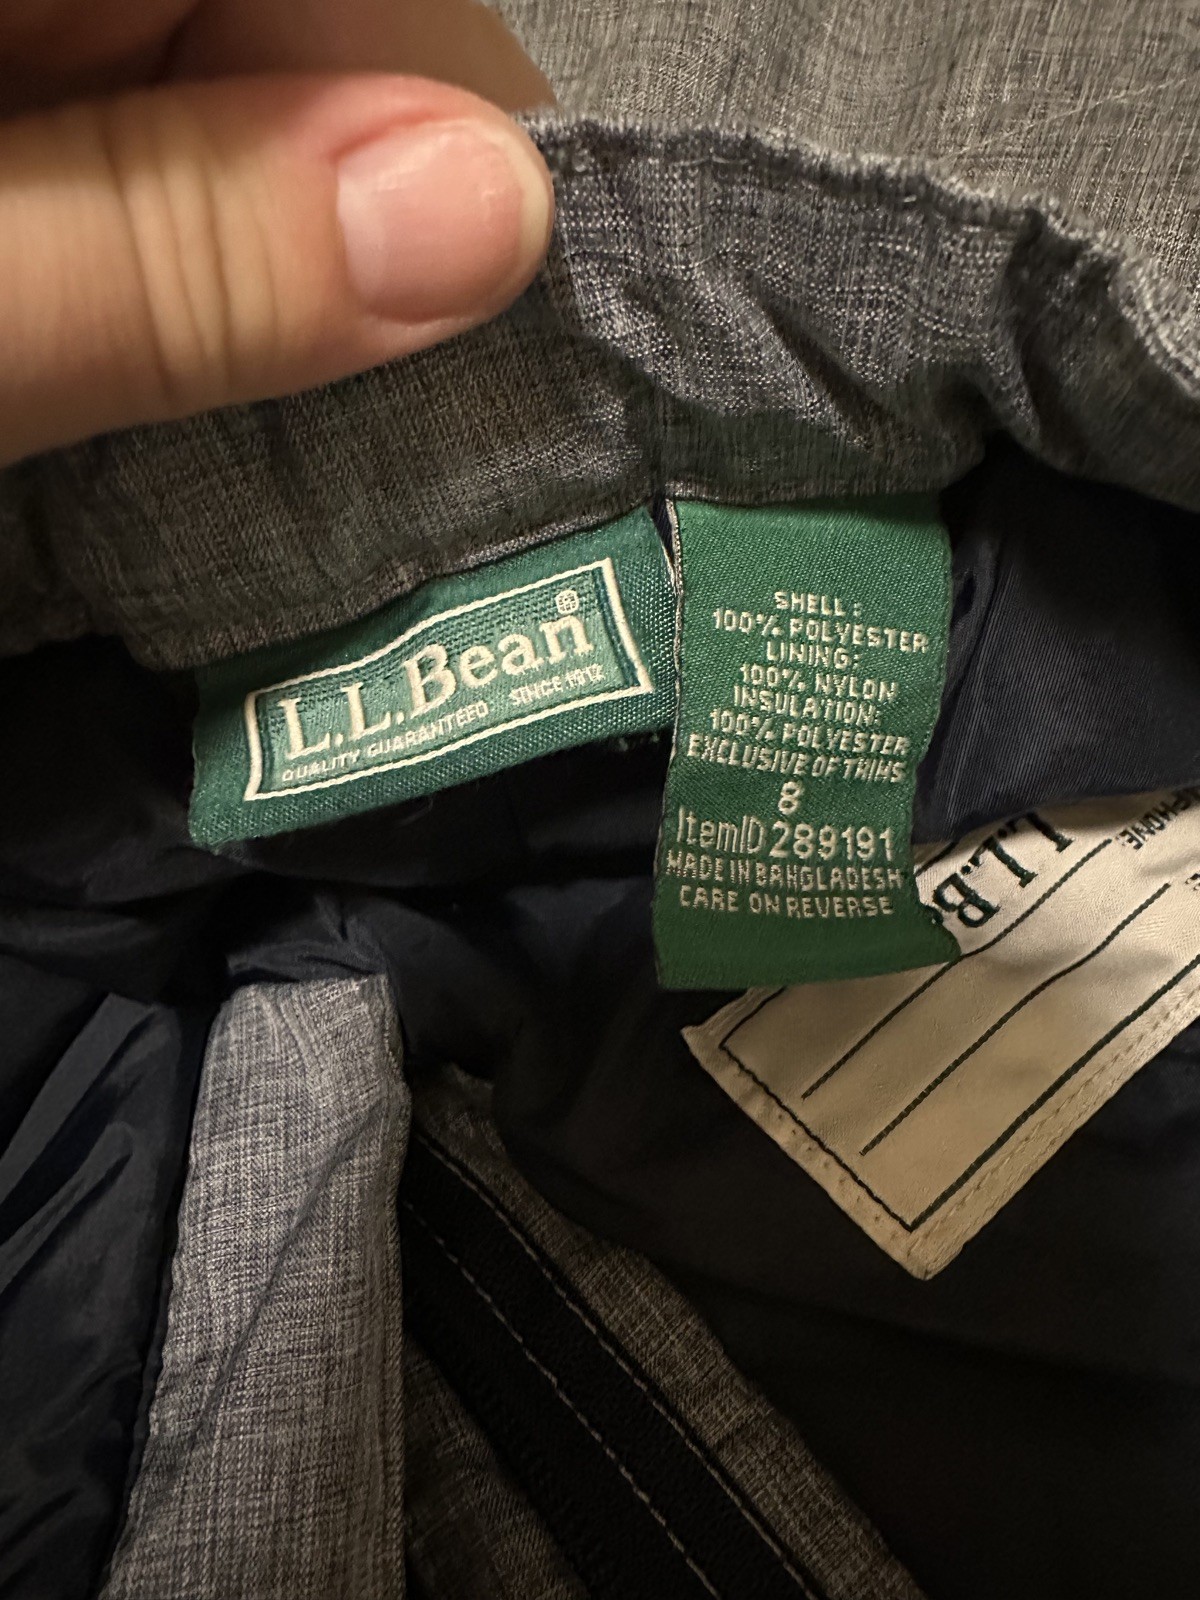 L.L.Bean®
QUALITY GUARANTEED SINCE 1912
SHELL:
100% POLYESTER
LINING:
100% NYLON
INSULATION:
100% POLYESTER
EXCLUSIVE OF TRIMS
8
ItemID 289191
MADE IN BANGLADESH
CARE ON REVERSE
L.L.B
PHONE: